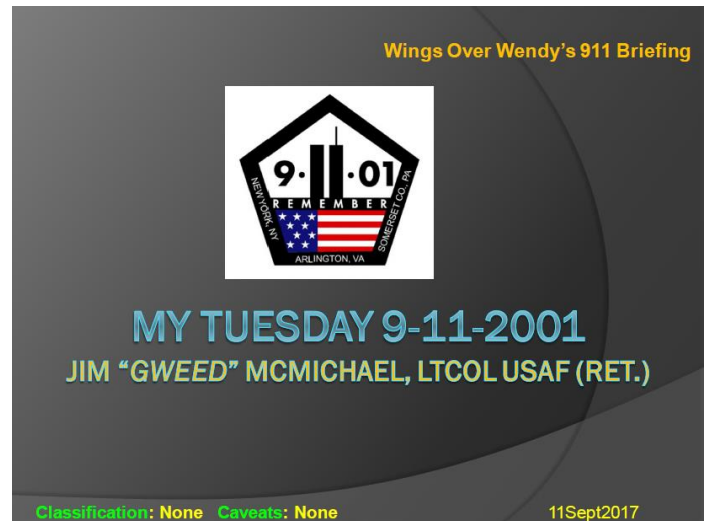 Wings Over Wendy's 911 Briefing
9· ·01
REMEMBER
NEW YORK, NY
SOMERSET CO., PA
ARLINGTON, VA
MY TUESDAY 9-11-2001
JIM "GWEED" MCMICHAEL, LTCOL USAF (RET.)
Classification: None Caveats: None
11Sept2017